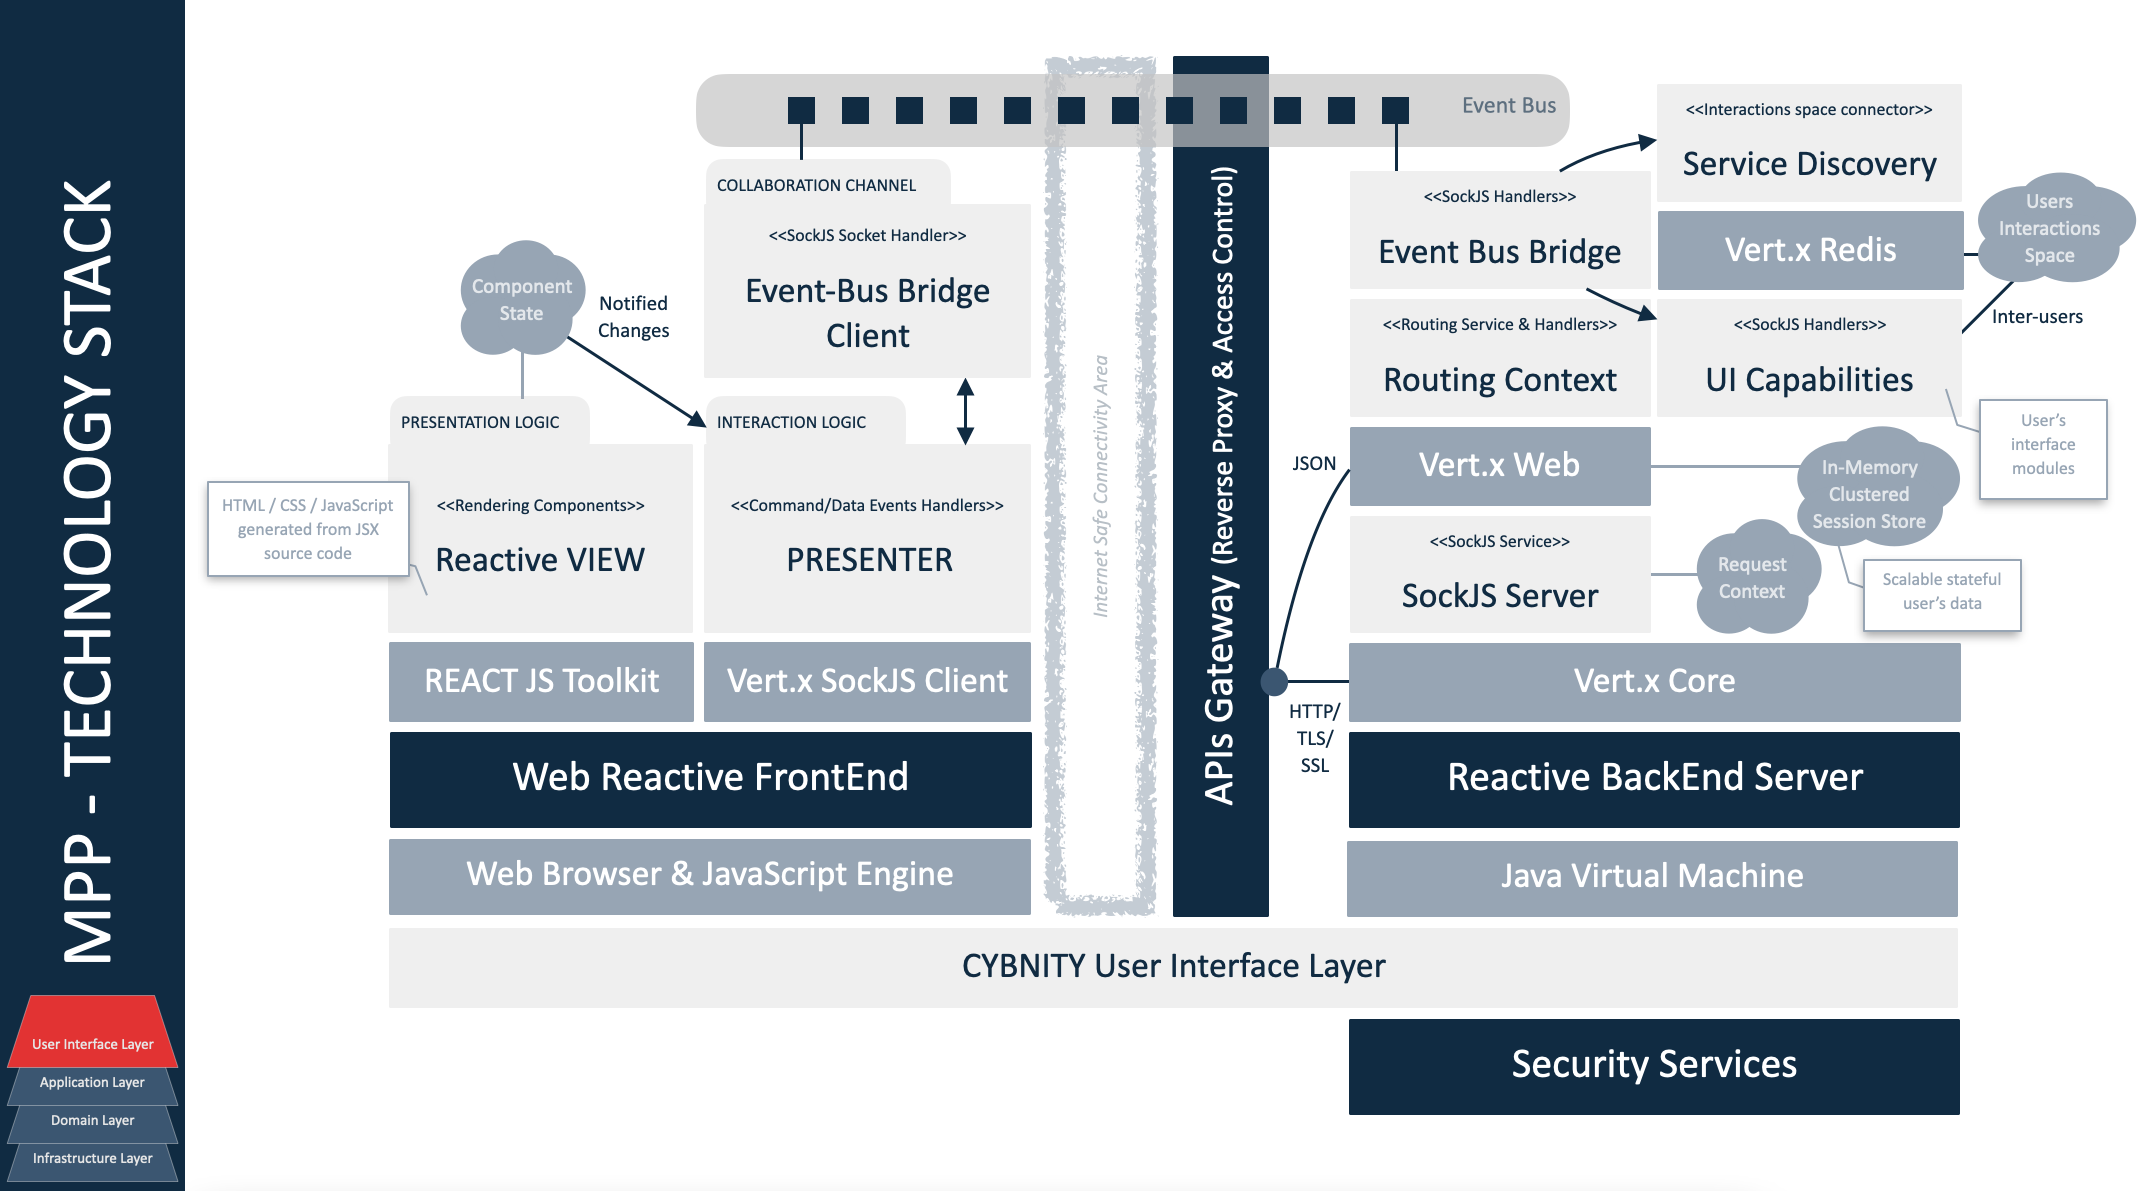 MPP - TECHNOLOGY STACK
User Interface Layer
Application Layer
Domain Layer
Infrastructure Layer
Event Bus
COLLABORATION CHANNEL
<<SockJS Socket Handler>>
Event-Bus Bridge
Client
Component
State
Notified
Changes
PRESENTATION LOGIC
INTERACTION LOGIC
HTML / CSS / JavaScript
generated from JSX
source code
<<Rendering Components>>
Reactive VIEW
<<Command/Data Events Handlers>>
PRESENTER
REACT JS Toolkit
Vert.x SockJS Client
Web Reactive FrontEnd
Web Browser & JavaScript Engine
Internet Safe Connectivity Area
APIs Gateway (Reverse Proxy & Access Control)
<<Interactions space connector>>
Service Discovery
<<SockJS Handlers>>
Event Bus Bridge
Vert.x Redis
Users
Interactions
Space
Inter-users
<<Routing Service & Handlers>>
Routing Context
<<SockJS Handlers>>
UI Capabilities
User's
interface
modules
JSON
Vert.x Web
In-Memory
Clustered
Session Store
<<SockJS Service>>
SockJS Server
Request
Context
Scalable stateful
user's data
HTTP/
TLS/
SSL
Vert.x Core
Reactive BackEnd Server
Java Virtual Machine
CYBNITY User Interface Layer
Security Services